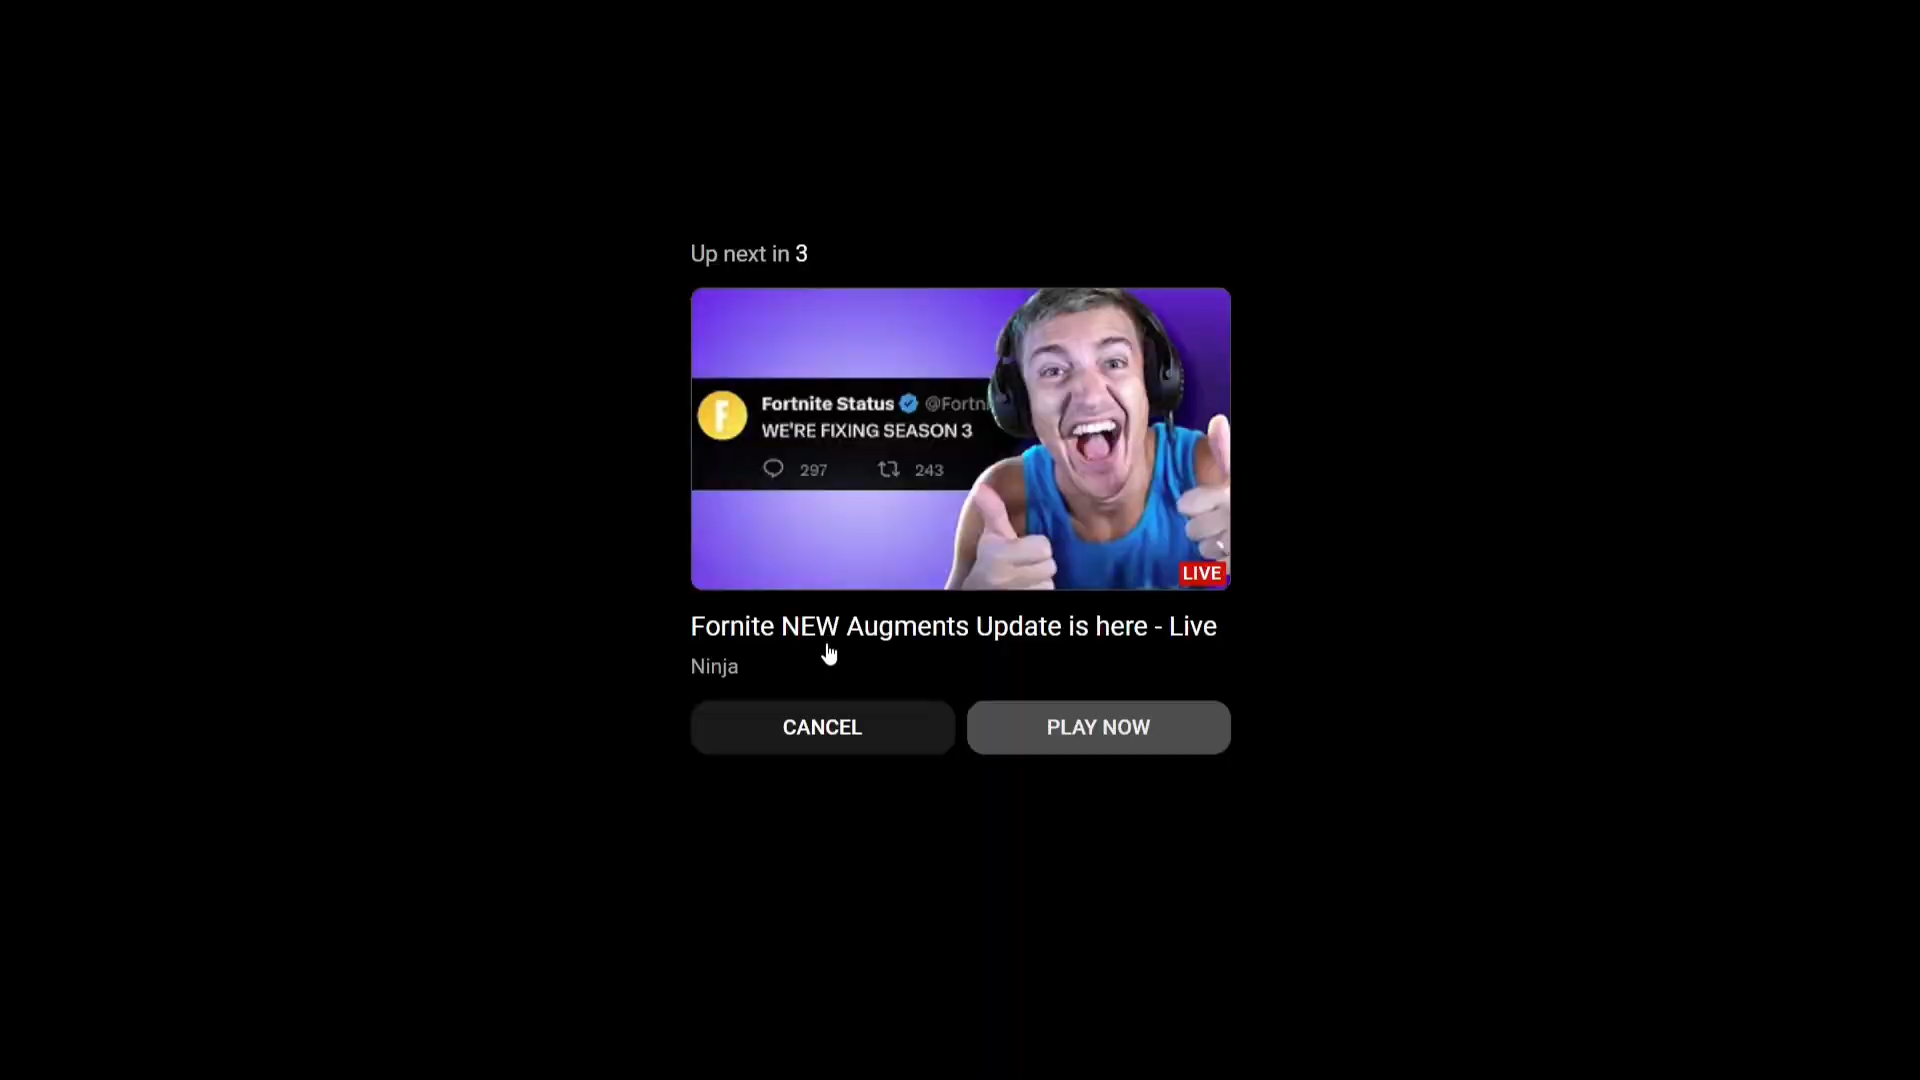 Up next in 3
Fortnite Status @Fortni
WE'RE FIXING SEASON 3
297 243
LIVE
Fornite NEW Augments Update is here - Live
Ninja
CANCEL PLAY NOW